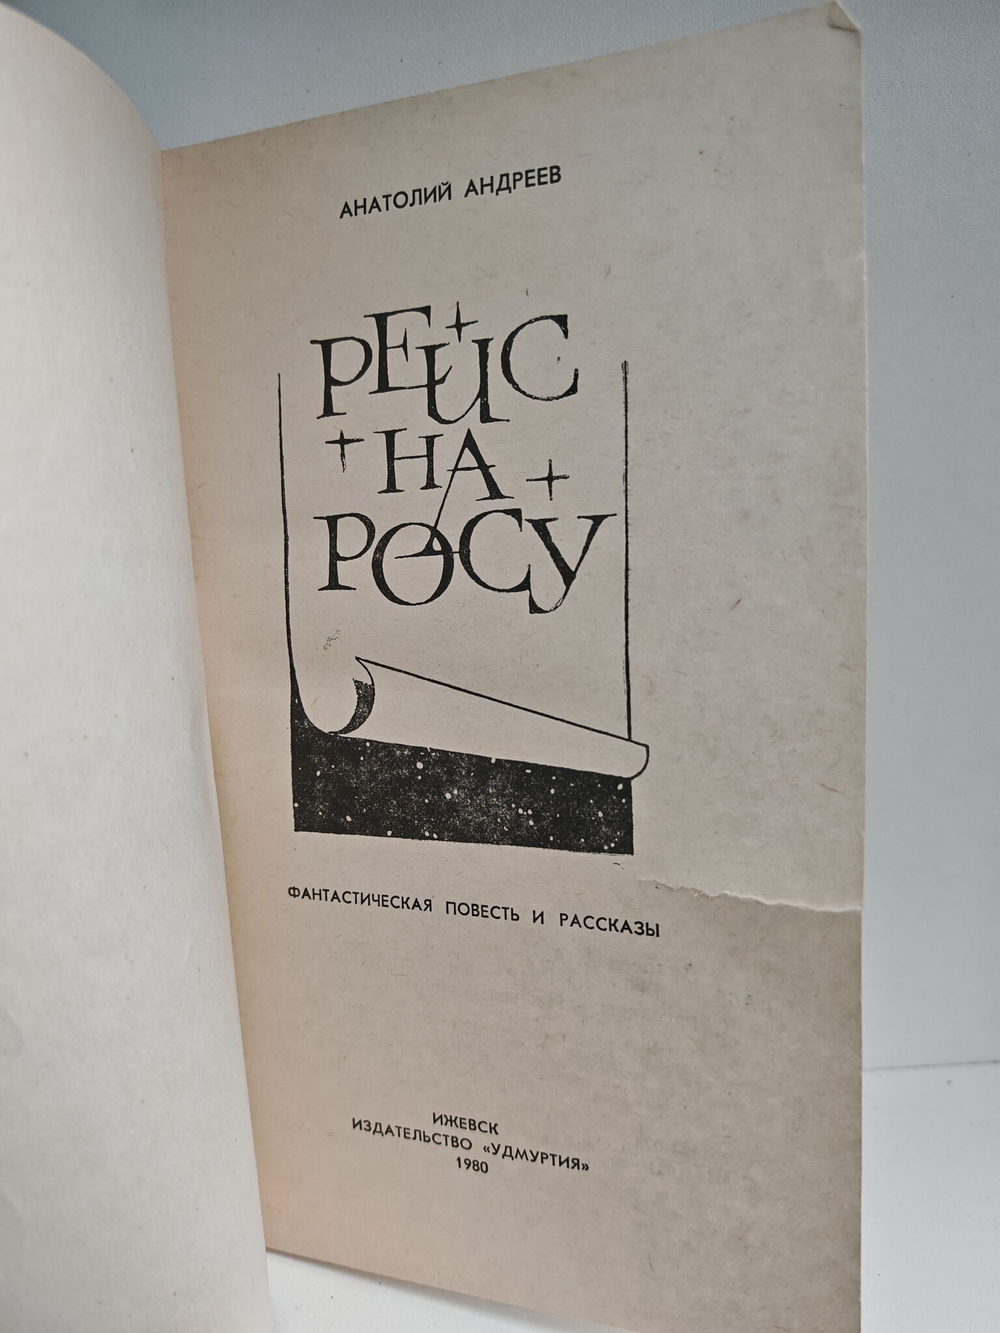 АНАТОЛИЙ АНДРЕЕВ
РЕЙС
НА
РОСУ
ФАНТАСТИЧЕСКАЯ ПОВЕСТЬ И РАССКАЗЫ
ИЖЕВСК
ИЗДАТЕЛЬСТВО «УДМУРТИЯ»
1980